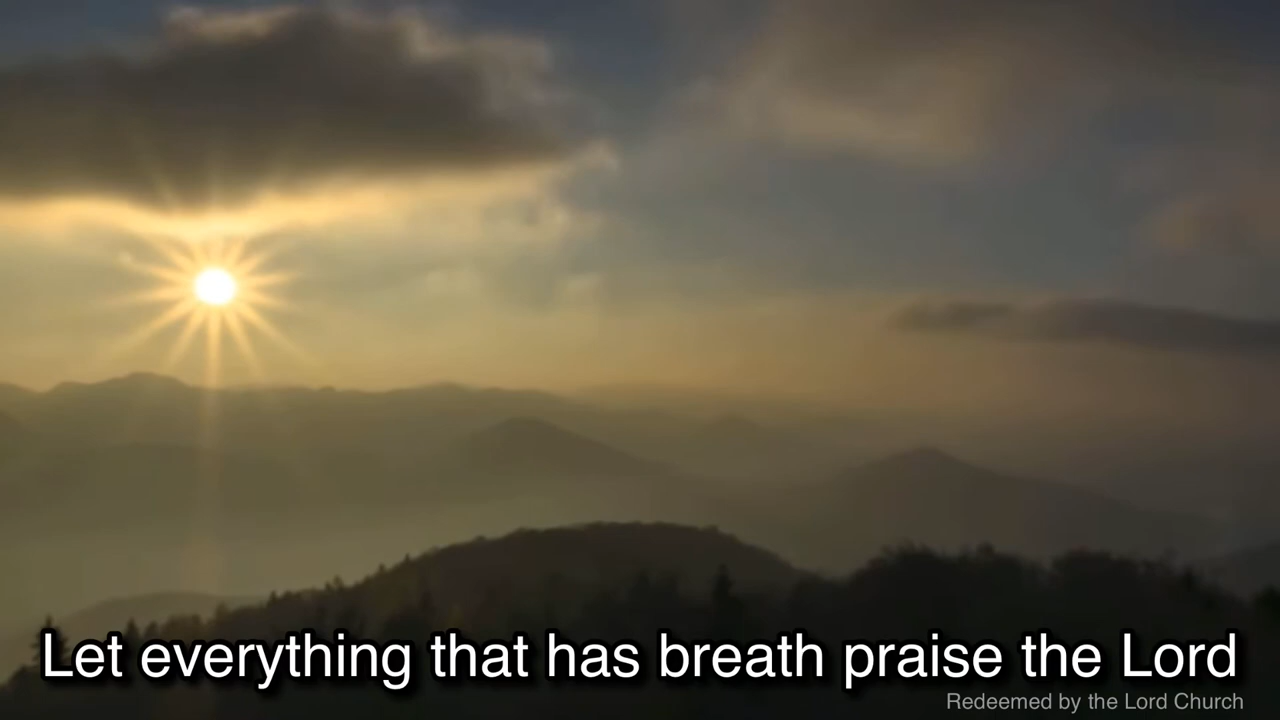 Let everything that has breath praise the Lord
Redeemed by the Lord Church